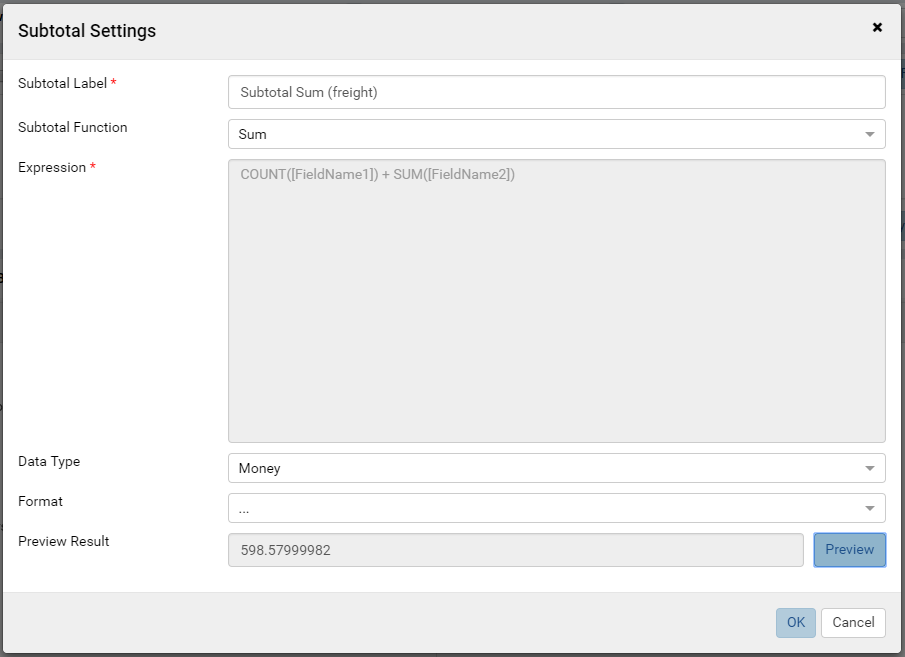 Subtotal Settings
Subtotal Label *
Subtotal Sum (freight)
Subtotal Function
Sum
Expression *
COUNT([FieldName1]) + SUM([FieldName2])
Data Type
Money
Format
...
Preview Result
598.57999982
Preview
OK
Cancel